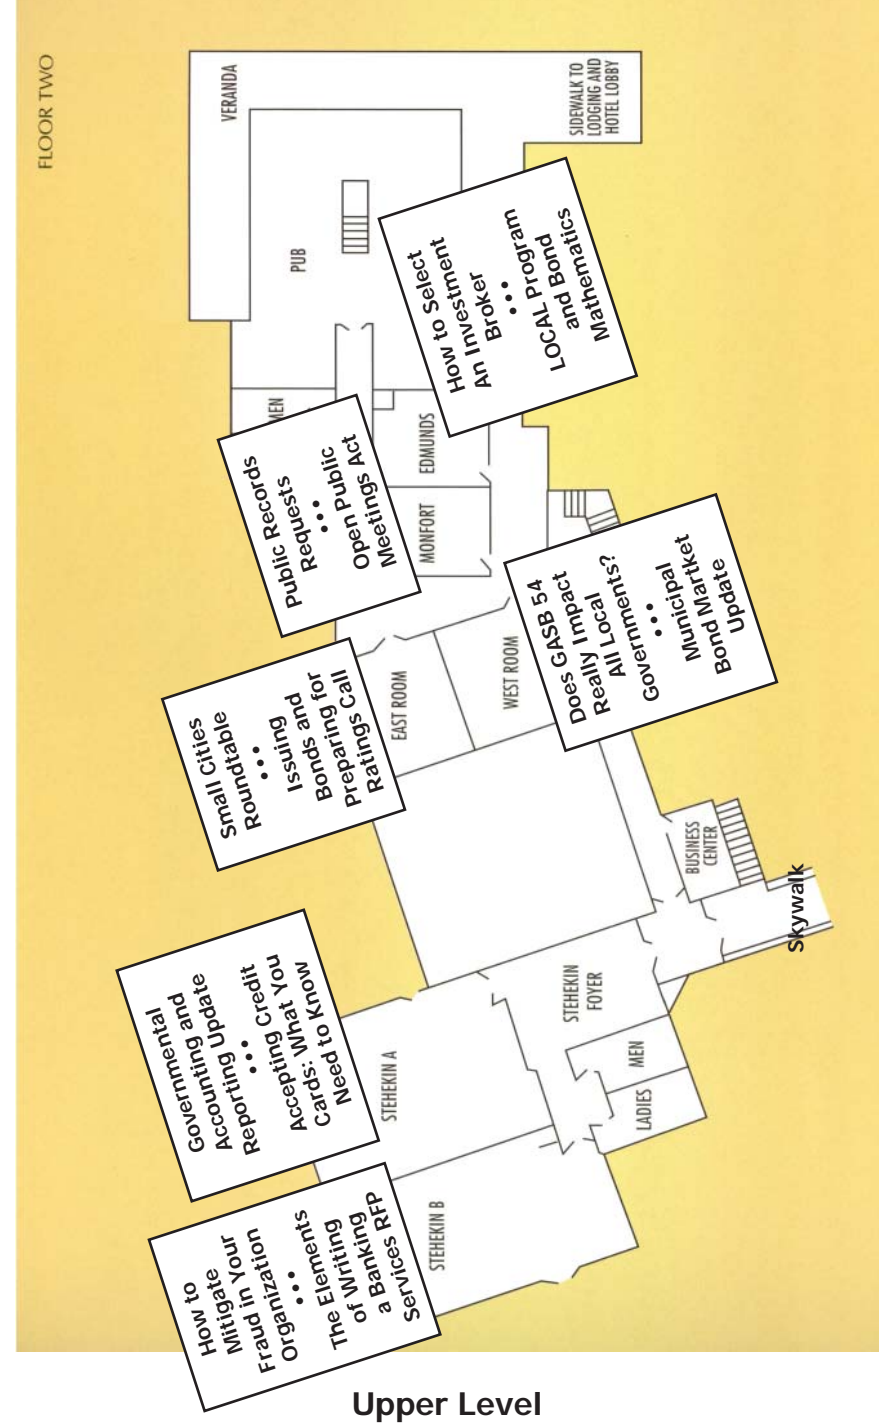 FLOOR TWO
VERANDA
SIDEWALK TO
LODGING AND
HOTEL LOBBY
PUB
How to Select
An Investment
Broker
•••
LOCAL Program
and Bond
Mathematics
MEN
EDMUNDS
Public Records
Requests
•••
Open Public
Meetings Act
MONFORT
Does GASB 54
Really Impact
All Local
Governments?
•••
Municipal
Bond Martket
Update
WEST ROOM
EAST ROOM
Small Cities
Roundtable
•••
Issuing
Bonds and
Preparing for
Ratings Call
BUSINESS
CENTER
Skywalk
STEHEKIN
FOYER
Governmental
Accounting and
Reporting Update
•••
Accepting Credit
Cards: What You
Need to Know
STEHEKIN A
MEN
LADIES
How to
Mitigate
Fraud in Your
Organization
•••
The Elements
of Writing
a Banking
Services RFP
STEHEKIN B
Upper Level